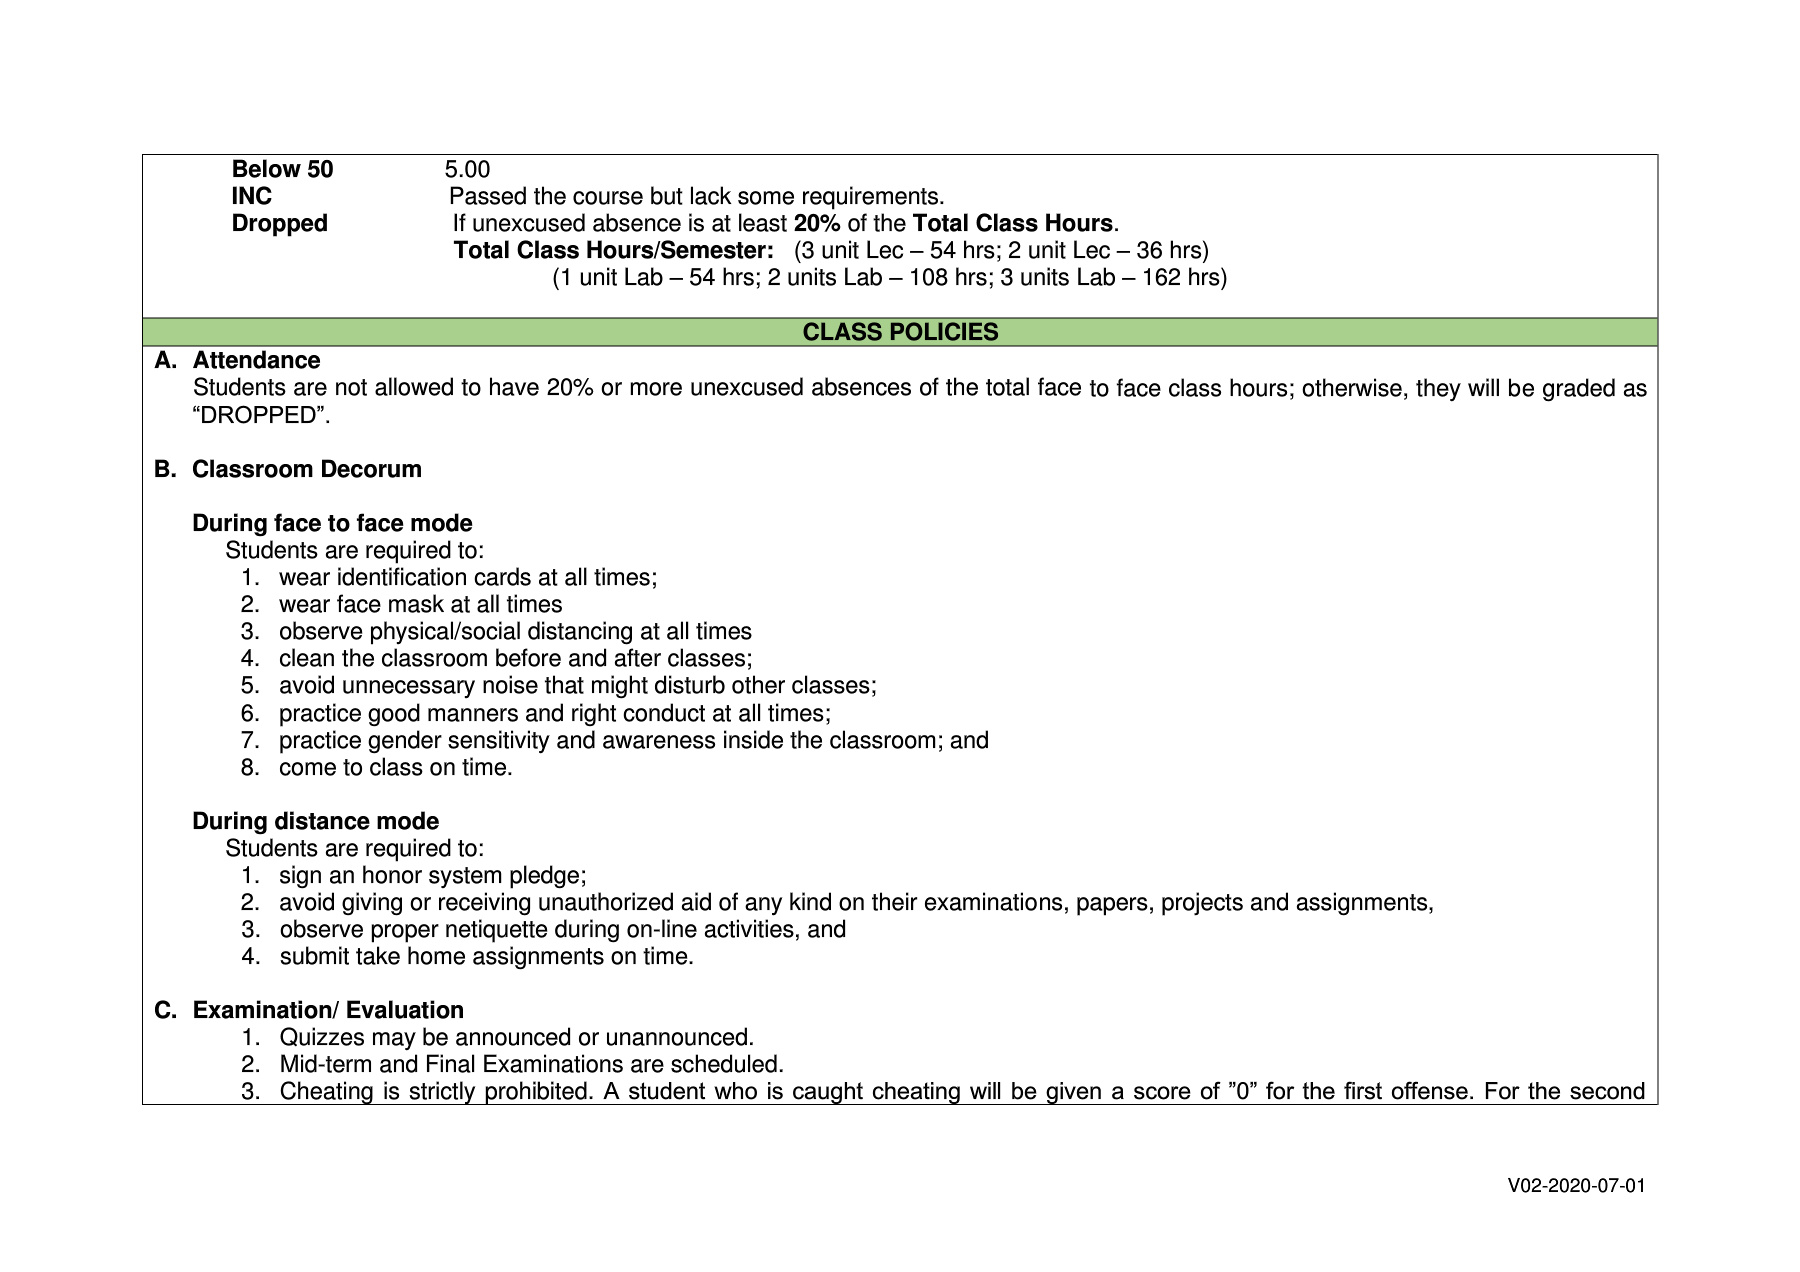 Below 50 5.00
INC Passed the course but lack some requirements.
Dropped If unexcused absence is at least 20% of the Total Class Hours.
Total Class Hours/Semester: (3 unit Lec – 54 hrs; 2 unit Lec – 36 hrs)
(1 unit Lab – 54 hrs; 2 units Lab – 108 hrs; 3 units Lab – 162 hrs)
CLASS POLICIES
A. Attendance
Students are not allowed to have 20% or more unexcused absences of the total face to face class hours; otherwise, they will be graded as
“DROPPED”.
B. Classroom Decorum
During face to face mode
Students are required to:
1. wear identification cards at all times;
2. wear face mask at all times
3. observe physical/social distancing at all times
4. clean the classroom before and after classes;
5. avoid unnecessary noise that might disturb other classes;
6. practice good manners and right conduct at all times;
7. practice gender sensitivity and awareness inside the classroom; and
8. come to class on time.
During distance mode
Students are required to:
1. sign an honor system pledge;
2. avoid giving or receiving unauthorized aid of any kind on their examinations, papers, projects and assignments,
3. observe proper netiquette during on-line activities, and
4. submit take home assignments on time.
C. Examination/ Evaluation
1. Quizzes may be announced or unannounced.
2. Mid-term and Final Examinations are scheduled.
3. Cheating is strictly prohibited. A student who is caught cheating will be given a score of ”0” for the first offense. For the second
V02-2020-07-01